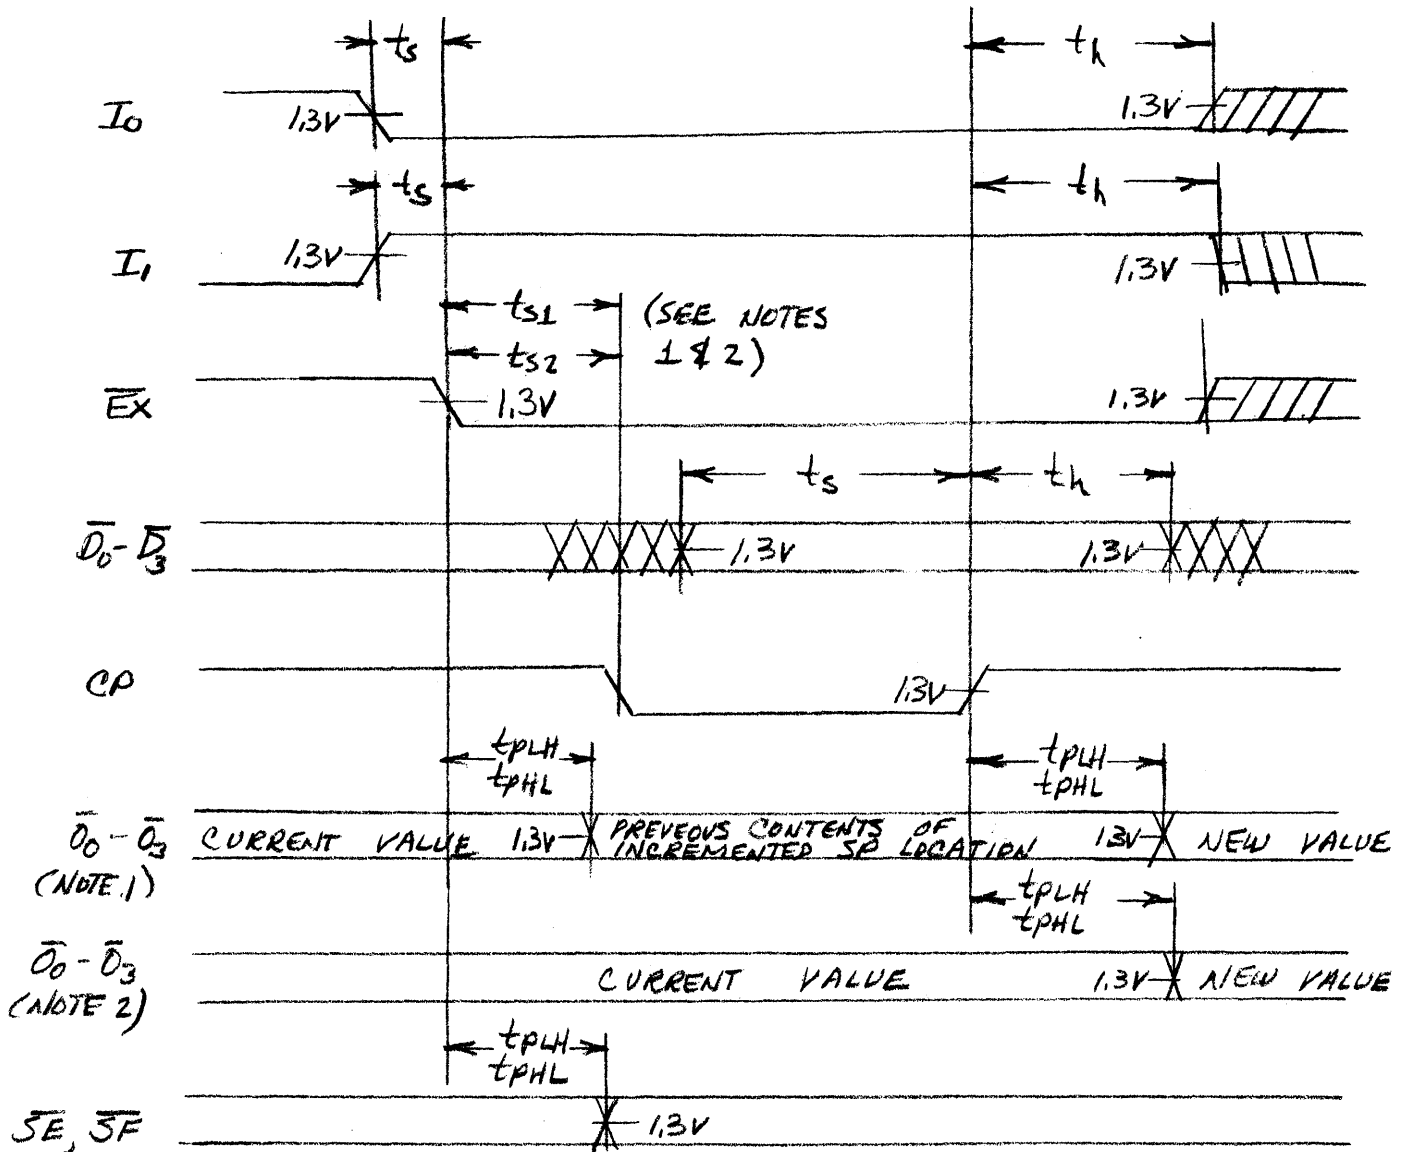 ts th
I0 1.3V 1.3V
ts th
I1 1.3V 1.3V
ts1 (SEE NOTES
ts2 1 & 2)
EX 1.3V 1.3V
ts th
D0-D3 1.3V 1.3V
CP 1.3V
tPLH tPLH
tPHL tPHL
O0-O3 CURRENT VALUE 1.3V PREVEOUS CONTENTS OF 1.3V NEW VALUE
INCREMENTED SP LOCATION
(NOTE 1)
tPLH
tPHL
O0-O3 CURRENT VALUE 1.3V NEW VALUE
(NOTE 2)
tPLH
tPHL
SE, SF 1.3V